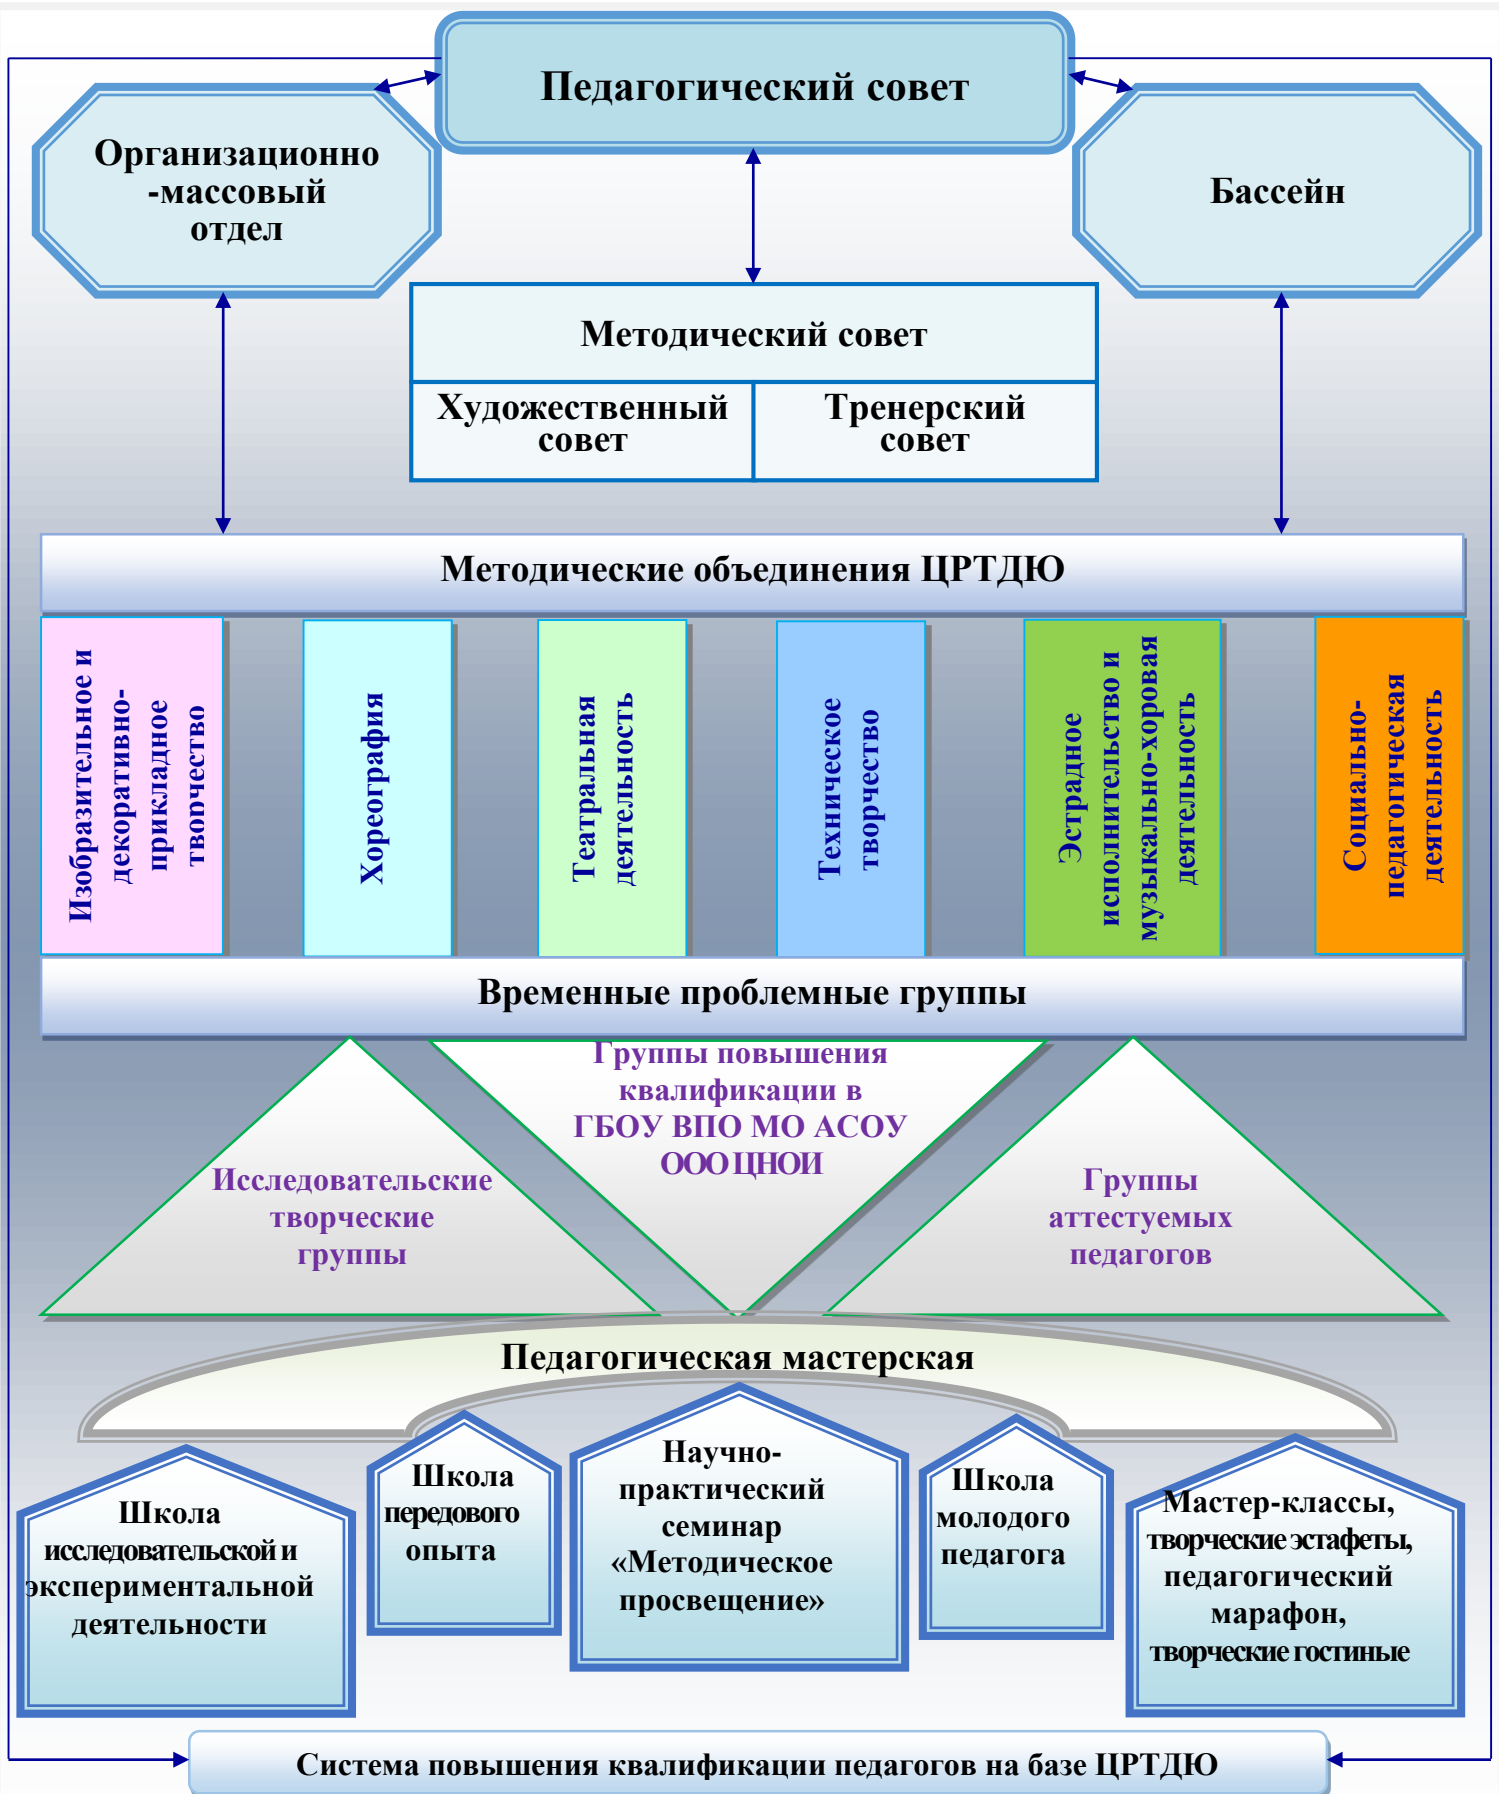 Педагогический совет
Организационно
-массовый
отдел
Бассейн
Методический совет
Художественный
совет
Тренерский
совет
Методические объединения ЦРТДЮ
Изобразительное и
декоративно-
прикладное
творчество
Хореография
Театральная
деятельность
Техническое
творчество
Эстрадное
исполнительство и
музыкально-хоровая
деятельность
Социально-
педагогическая
деятельность
Временные проблемные группы
Группы повышения
квалификации в
ГБОУ ВПО МО АСОУ
ООО ЦНОИ
Исследовательские
творческие
группы
Группы
аттестуемых
педагогов
Педагогическая мастерская
Школа
исследовательской и
экспериментальной
деятельности
Школа
передового
опыта
Научно-
практический
семинар
«Методическое
просвещение»
Школа
молодого
педагога
Мастер-классы,
творческие эстафеты,
педагогический
марафон,
творческие гостиные
Система повышения квалификации педагогов на базе ЦРТДЮ